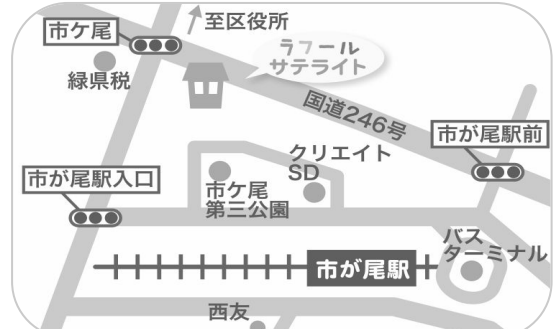 至区役所
市ケ尾
ラフール
サテライト
緑県税
国道246号
市が尾駅前
クリエイト
SD
市が尾駅入口
市ケ尾
第三公園
バス
ターミナル
市が尾駅
西友